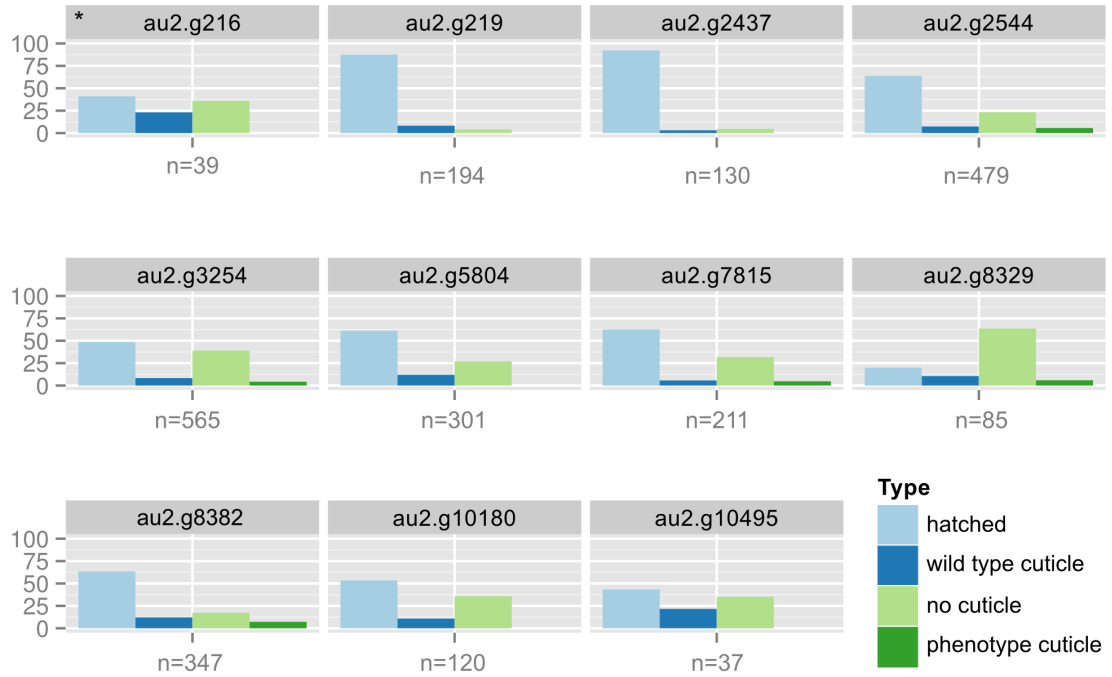 * au2.g216 au2.g219 au2.g2437 au2.g2544
100
75
50
25
0
n=39 n=194 n=130 n=479
au2.g3254 au2.g5804 au2.g7815 au2.g8329
100
75
50
25
0
n=565 n=301 n=211 n=85
au2.g8382 au2.g10180 au2.g10495
100
75
50
25
0
n=347 n=120 n=37
Type
hatched
wild type cuticle
no cuticle
phenotype cuticle